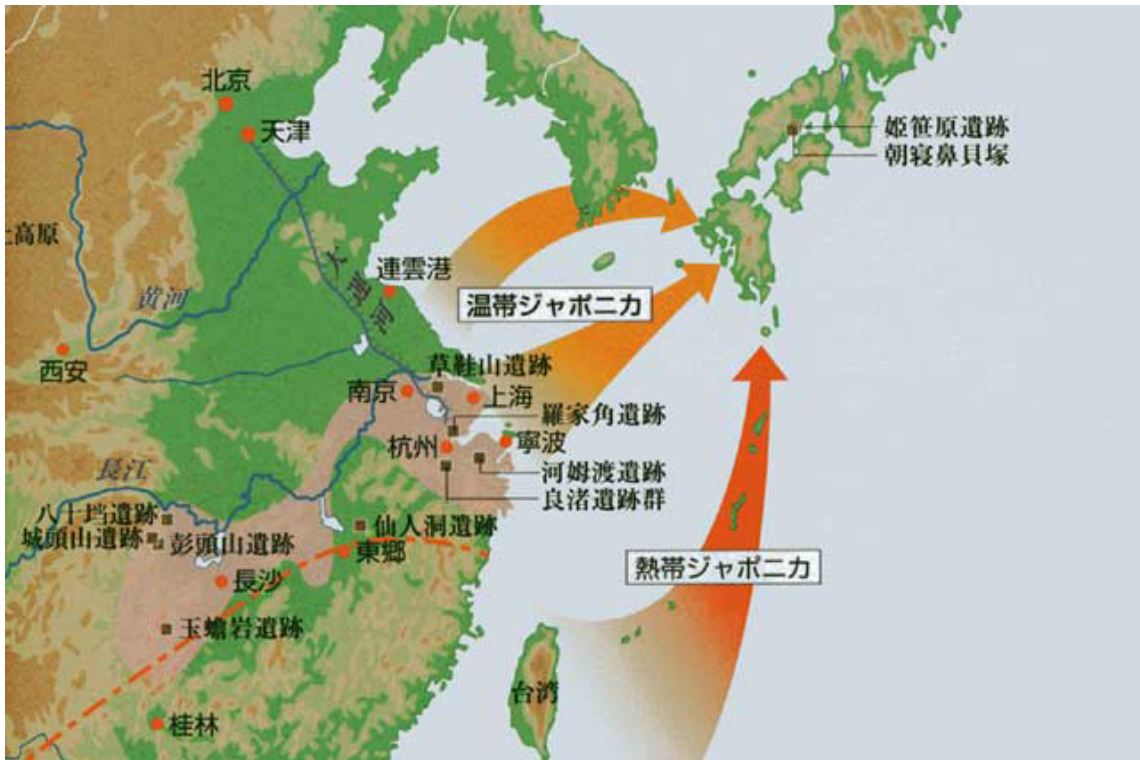 北京
天津
姫笹原遺跡
朝寝鼻貝塚
土高原
連雲港
大運河
黄河
温帯ジャポニカ
西安
草鞋山遺跡
南京
上海
羅家角遺跡
杭州
寧波
長江
河姆渡遺跡
良渚遺跡群
八十垱遺跡
仙人洞遺跡
城頭山遺跡
彭頭山遺跡
東郷
熱帯ジャポニカ
長沙
玉蟾岩遺跡
台湾
桂林